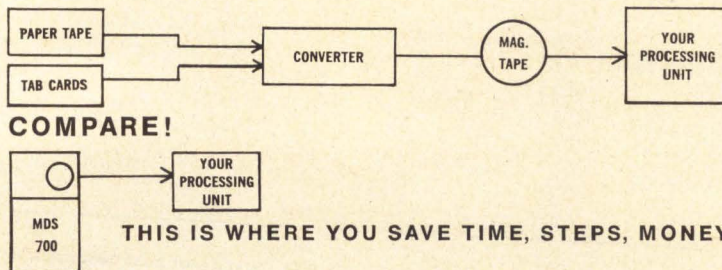 PAPER TAPE
TAB CARDS
CONVERTER
MAG.
TAPE
YOUR
PROCESSING
UNIT
COMPARE!
MDS
700
YOUR
PROCESSING
UNIT
THIS IS WHERE YOU SAVE TIME, STEPS, MONEY